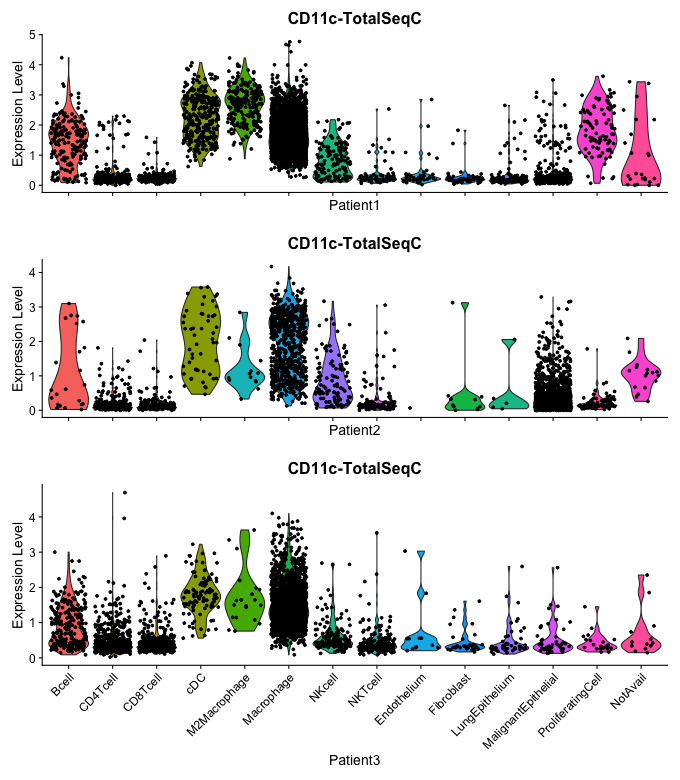 CD11c-TotalSeqC
Expression Level
5
4
3
2
1
0
Patient1
CD11c-TotalSeqC
Expression Level
4
3
2
1
0
Patient2
CD11c-TotalSeqC
Expression Level
4
3
2
1
0
Bcell
CD4Tcell
CD8Tcell
cDC
M2Macrophage
Macrophage
NKcell
NKTcell
Endothelium
Fibroblast
LungEpithelium
MalignantEpithelial
ProliferatingCell
NotAvail
Patient3